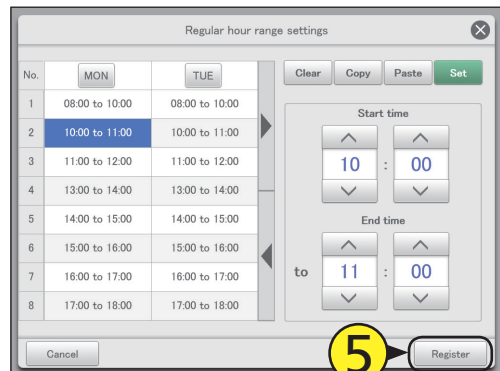 Regular hour range settings
No. MON TUE
Clear Copy Paste Set
1 08:00 to 10:00 08:00 to 10:00
2 10:00 to 11:00 10:00 to 11:00
3 11:00 to 12:00 11:00 to 12:00
4 13:00 to 14:00 13:00 to 14:00
5 14:00 to 15:00 14:00 to 15:00
6 15:00 to 16:00 15:00 to 16:00
7 16:00 to 17:00 16:00 to 17:00
8 17:00 to 18:00 17:00 to 18:00
Start time
10 : 00
End time
to 11 : 00
Cancel
5
Register